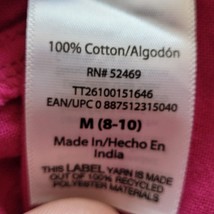 100% Cotton/Algodón
RN# 52469
TT26100151646
EAN/UPC 0 887512315040
M (8-10)
Made In/Hecho En
India
THIS LABEL YARN IS MADE
OUT OF 100% RECYCLED
POLYESTER MATERIALS